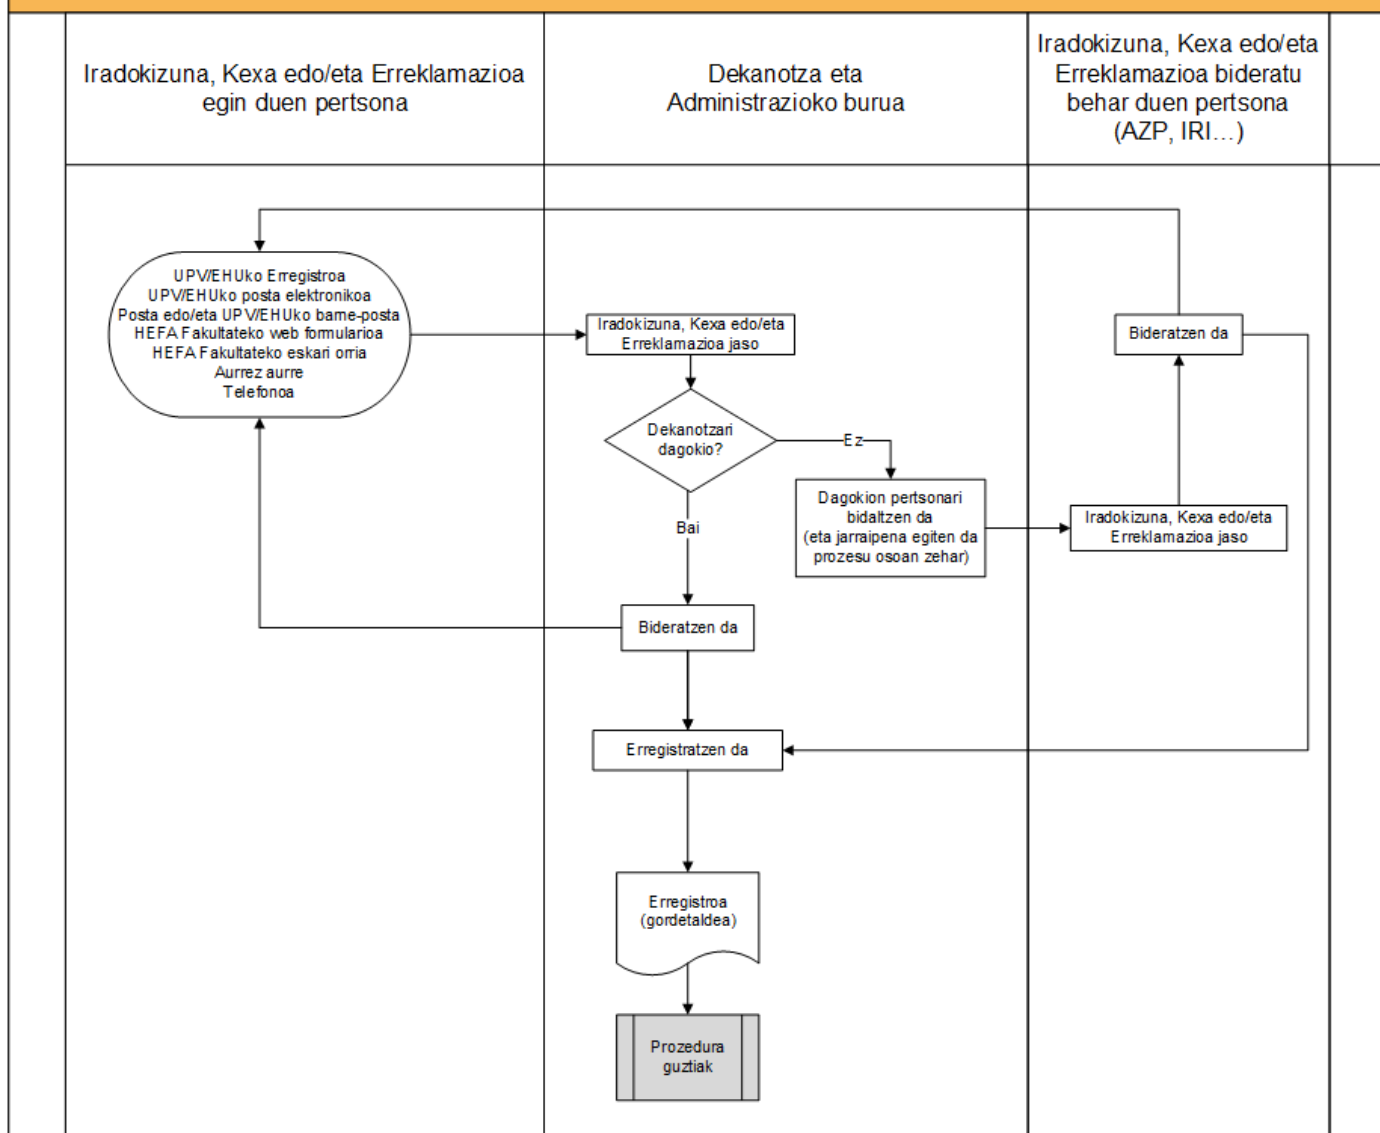 Iradokizuna, Kexa edo/eta Erreklamazioa
egin duen pertsona
Dekanotza eta
Administrazioko burua
Iradokizuna, Kexa edo/eta
Erreklamazioa bideratu
behar duen pertsona
(AZP, IRI...)
UPV/EHUko Erregistroa
UPV/EHUko posta elektronikoa
Posta edo/eta UPV/EHUko barne-posta
HEFA Fakultateko web formularioa
HEFA Fakultateko eskari orria
Aurrez aurre
Telefonoa
Iradokizuna, Kexa edo/eta
Erreklamazioa jaso
Bideratzen da
Dekanotzari
dagokio?
Ez
Dagokion pertsonari
bidaltzen da
(eta jarraipena egiten da
prozesu osoan zehar)
Iradokizuna, Kexa edo/eta
Erreklamazioa jaso
Bai
Bideratzen da
Erregistratzen da
Erregistroa
(gordetaldea)
Prozedura
guztiak